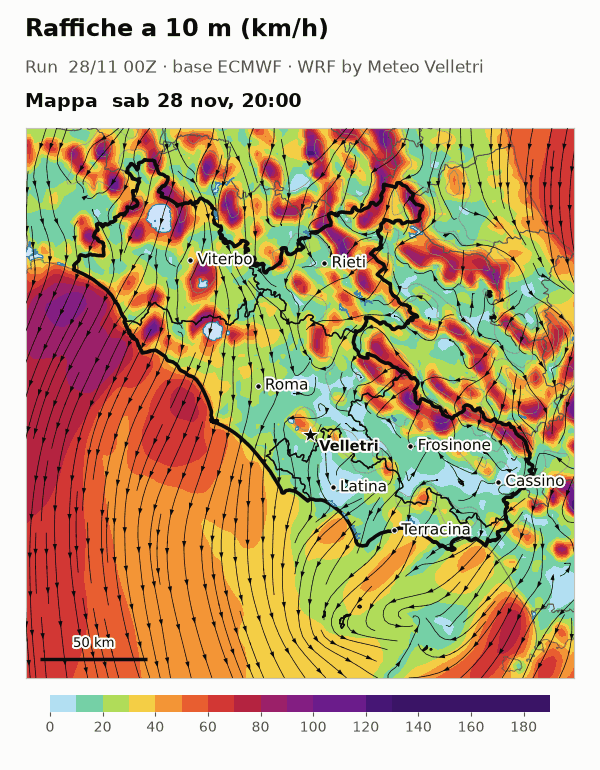 Raffiche a 10 m (km/h)
Run  28/11 00Z · base ECMWF · WRF by Meteo Velletri
Mappa  sab 28 nov, 20:00
Viterbo
Rieti
Roma
Velletri
Frosinone
Latina
Cassino
Terracina
50 km
0 20 40 60 80 100 120 140 160 180